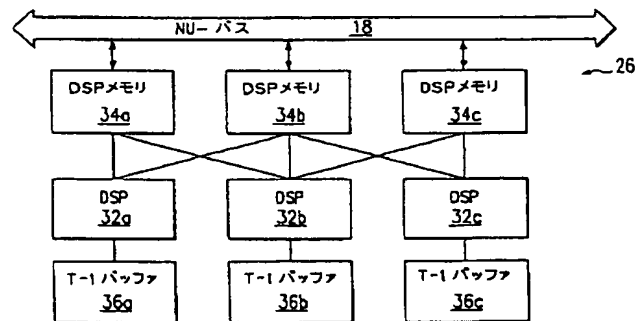 NU-バス 18
26
DSPメモリ DSPメモリ DSPメモリ
34a 34b 34c
DSP DSP DSP
32a 32b 32c
T-1バッファ T-1バッファ T-1バッファ
36a 36b 36c